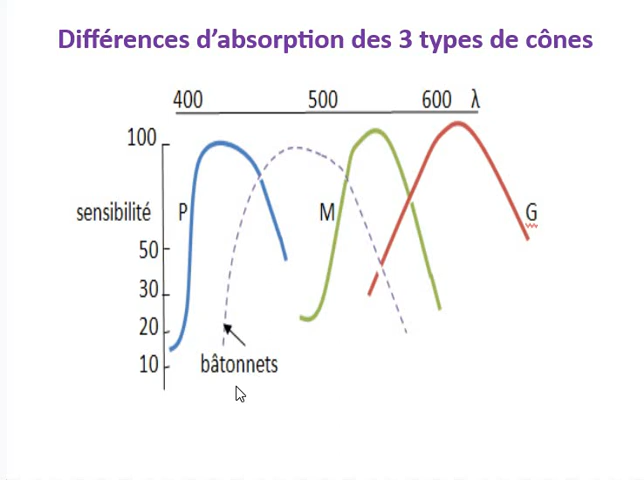 Différences d’absorption des 3 types de cônes
400 500 600 λ
100
sensibilité P M G
50
30
20
10
bâtonnets